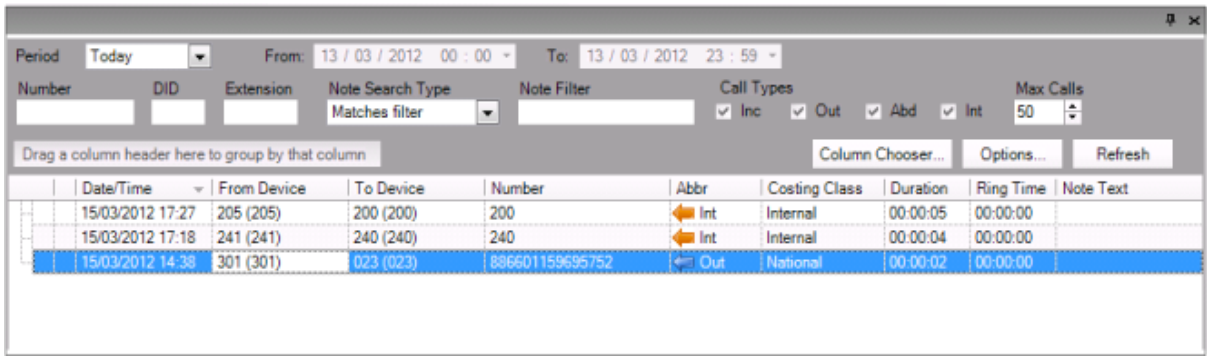 Period Today From: 13 / 03 / 2012 00 : 00 To: 13 / 03 / 2012 23 : 59
Number DID Extension Note Search Type Note Filter Call Types Max Calls
Matches filter Inc Out Abd Int 50
Drag a column header here to group by that column Column Chooser... Options... Refresh
Date/Time From Device To Device Number Abbr Costing Class Duration Ring Time Note Text
15/03/2012 17:27 205 (205) 200 (200) 200 Int Internal 00:00:05 00:00:00
15/03/2012 17:18 241 (241) 240 (240) 240 Int Internal 00:00:04 00:00:00
15/03/2012 14:38 301 (301) 023 (023) 886601159695752 Out National 00:00:02 00:00:00